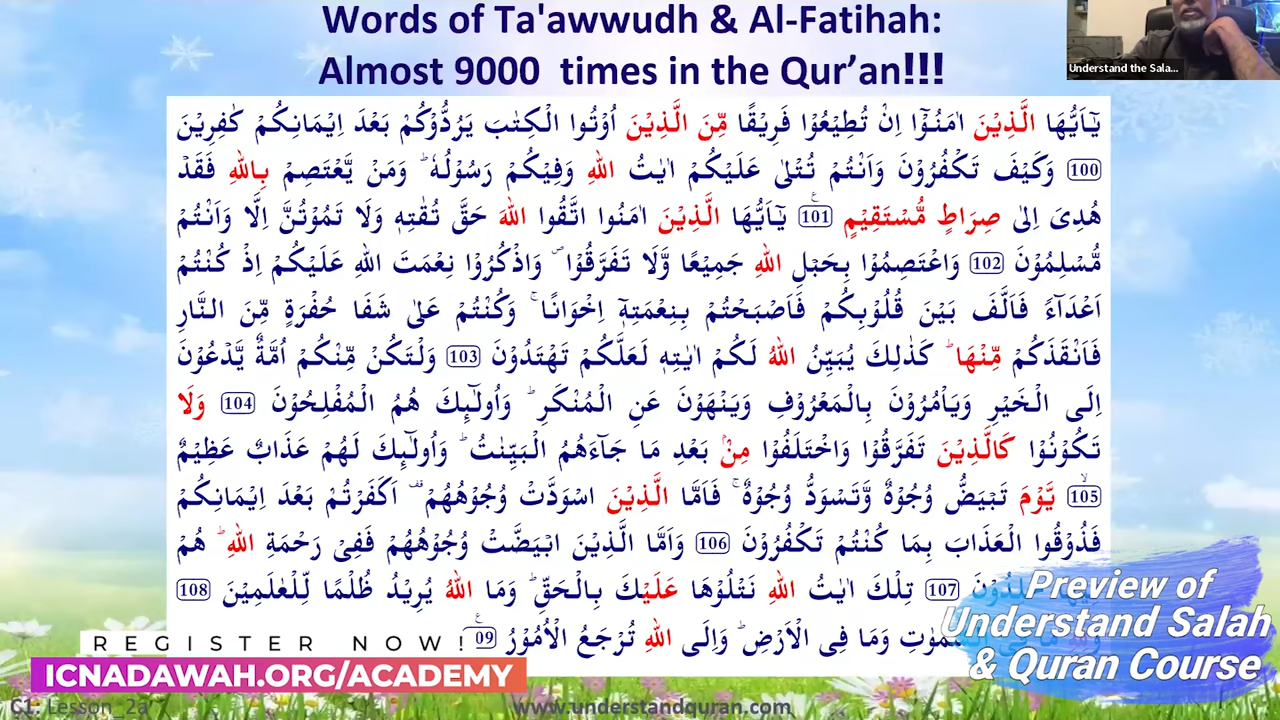 Words of Ta'awwudh & Al-Fatihah:
Almost 9000 times in the Qur’an!!!
Understand the Sala...
يٰۤاَيُّهَا الَّذِيْنَ اٰمَنُوْۤا اِنْ تُطِيْعُوْا فَرِيْقًا مِّنَ الَّذِيْنَ اُوْتُوا الْكِتٰبَ يَرُدُّوْكُمْ بَعْدَ اِيْمَانِكُمْ كٰفِرِيْنَ
100 وَكَيْفَ تَكْفُرُوْنَ وَاَنْتُمْ تُتْلٰى عَلَيْكُمْ اٰيٰتُ اللّٰهِ وَفِيْكُمْ رَسُوْلُهٗ ؕ وَمَنْ يَّعْتَصِمْ بِاللّٰهِ فَقَدْ
هُدِىَ اِلٰى صِرَاطٍ مُّسْتَقِيْمٍ 101 يٰۤاَيُّهَا الَّذِيْنَ اٰمَنُوا اتَّقُوا اللّٰهَ حَقَّ تُقٰتِهٖ وَلَا تَمُوْتُنَّ اِلَّا وَاَنْتُمْ
مُّسْلِمُوْنَ 102 وَاعْتَصِمُوْا بِحَبْلِ اللّٰهِ جَمِيْعًا وَّلَا تَفَرَّقُوْا ۖ وَاذْكُرُوْا نِعْمَتَ اللّٰهِ عَلَيْكُمْ اِذْ كُنْتُمْ
اَعْدَآءً فَاَلَّفَ بَيْنَ قُلُوْبِكُمْ فَاَصْبَحْتُمْ بِنِعْمَتِهٖۤ اِخْوَانًا ۚ وَكُنْتُمْ عَلٰى شَفَا حُفْرَةٍ مِّنَ النَّارِ
فَاَنْقَذَكُمْ مِّنْهَا ؕ كَذٰلِكَ يُبَيِّنُ اللّٰهُ لَكُمْ اٰيٰتِهٖ لَعَلَّكُمْ تَهْتَدُوْنَ 103 وَلْتَكُنْ مِّنْكُمْ اُمَّةٌ يَّدْعُوْنَ
اِلَى الْخَيْرِ وَيَاْمُرُوْنَ بِالْمَعْرُوْفِ وَيَنْهَوْنَ عَنِ الْمُنْكَرِ ؕ وَاُولٰٓئِكَ هُمُ الْمُفْلِحُوْنَ 104 وَلَا
تَكُوْنُوْا كَالَّذِيْنَ تَفَرَّقُوْا وَاخْتَلَفُوْا مِنْۢ بَعْدِ مَا جَآءَهُمُ الْبَيِّنٰتُ ؕ وَاُولٰٓئِكَ لَهُمْ عَذَابٌ عَظِيْمٌ
105 يَّوْمَ تَبْيَضُّ وُجُوْهٌ وَّتَسْوَدُّ وُجُوْهٌ ۚ فَاَمَّا الَّذِيْنَ اسْوَدَّتْ وُجُوْهُهُمْ ۟ اَكَفَرْتُمْ بَعْدَ اِيْمَانِكُمْ
فَذُوْقُوا الْعَذَابَ بِمَا كُنْتُمْ تَكْفُرُوْنَ 106 وَاَمَّا الَّذِيْنَ ابْيَضَّتْ وُجُوْهُهُمْ فَفِىْ رَحْمَةِ اللّٰهِ ؕ هُمْ
107 تِلْكَ اٰيٰتُ اللّٰهِ نَتْلُوْهَا عَلَيْكَ بِالْحَقِّ ؕ وَمَا اللّٰهُ يُرِيْدُ ظُلْمًا لِّلْعٰلَمِيْنَ 108
وَمَا فِى الْاَرْضِ ؕ وَاِلَى اللّٰهِ تُرْجَعُ الْاُمُوْرُ 09
Preview of
Understand Salah
& Quran Course
REGISTER NOW!
ICNADAWAH.ORG/ACADEMY
C1: Lesson_2a
www.understandquran.com